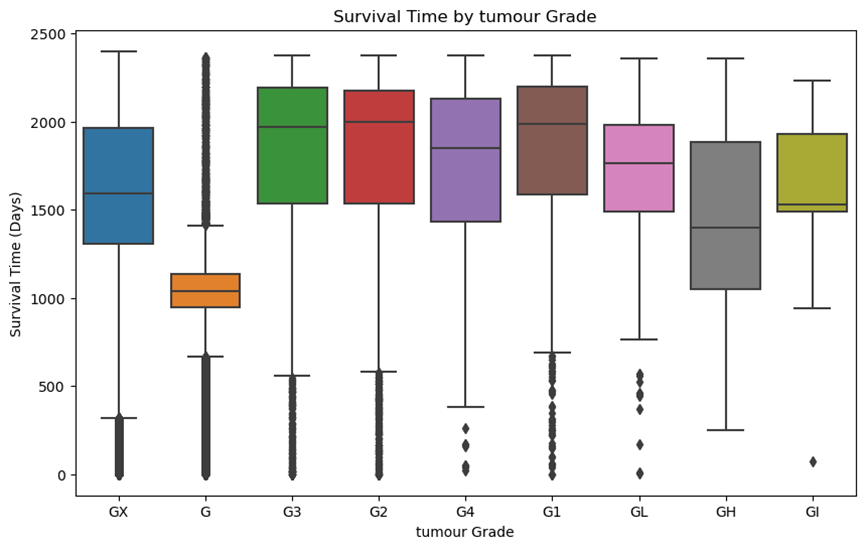 Survival Time by tumour Grade
Survival Time (Days)
2500
2000
1500
1000
500
0
GX G G3 G2 G4 G1 GL GH GI
tumour Grade